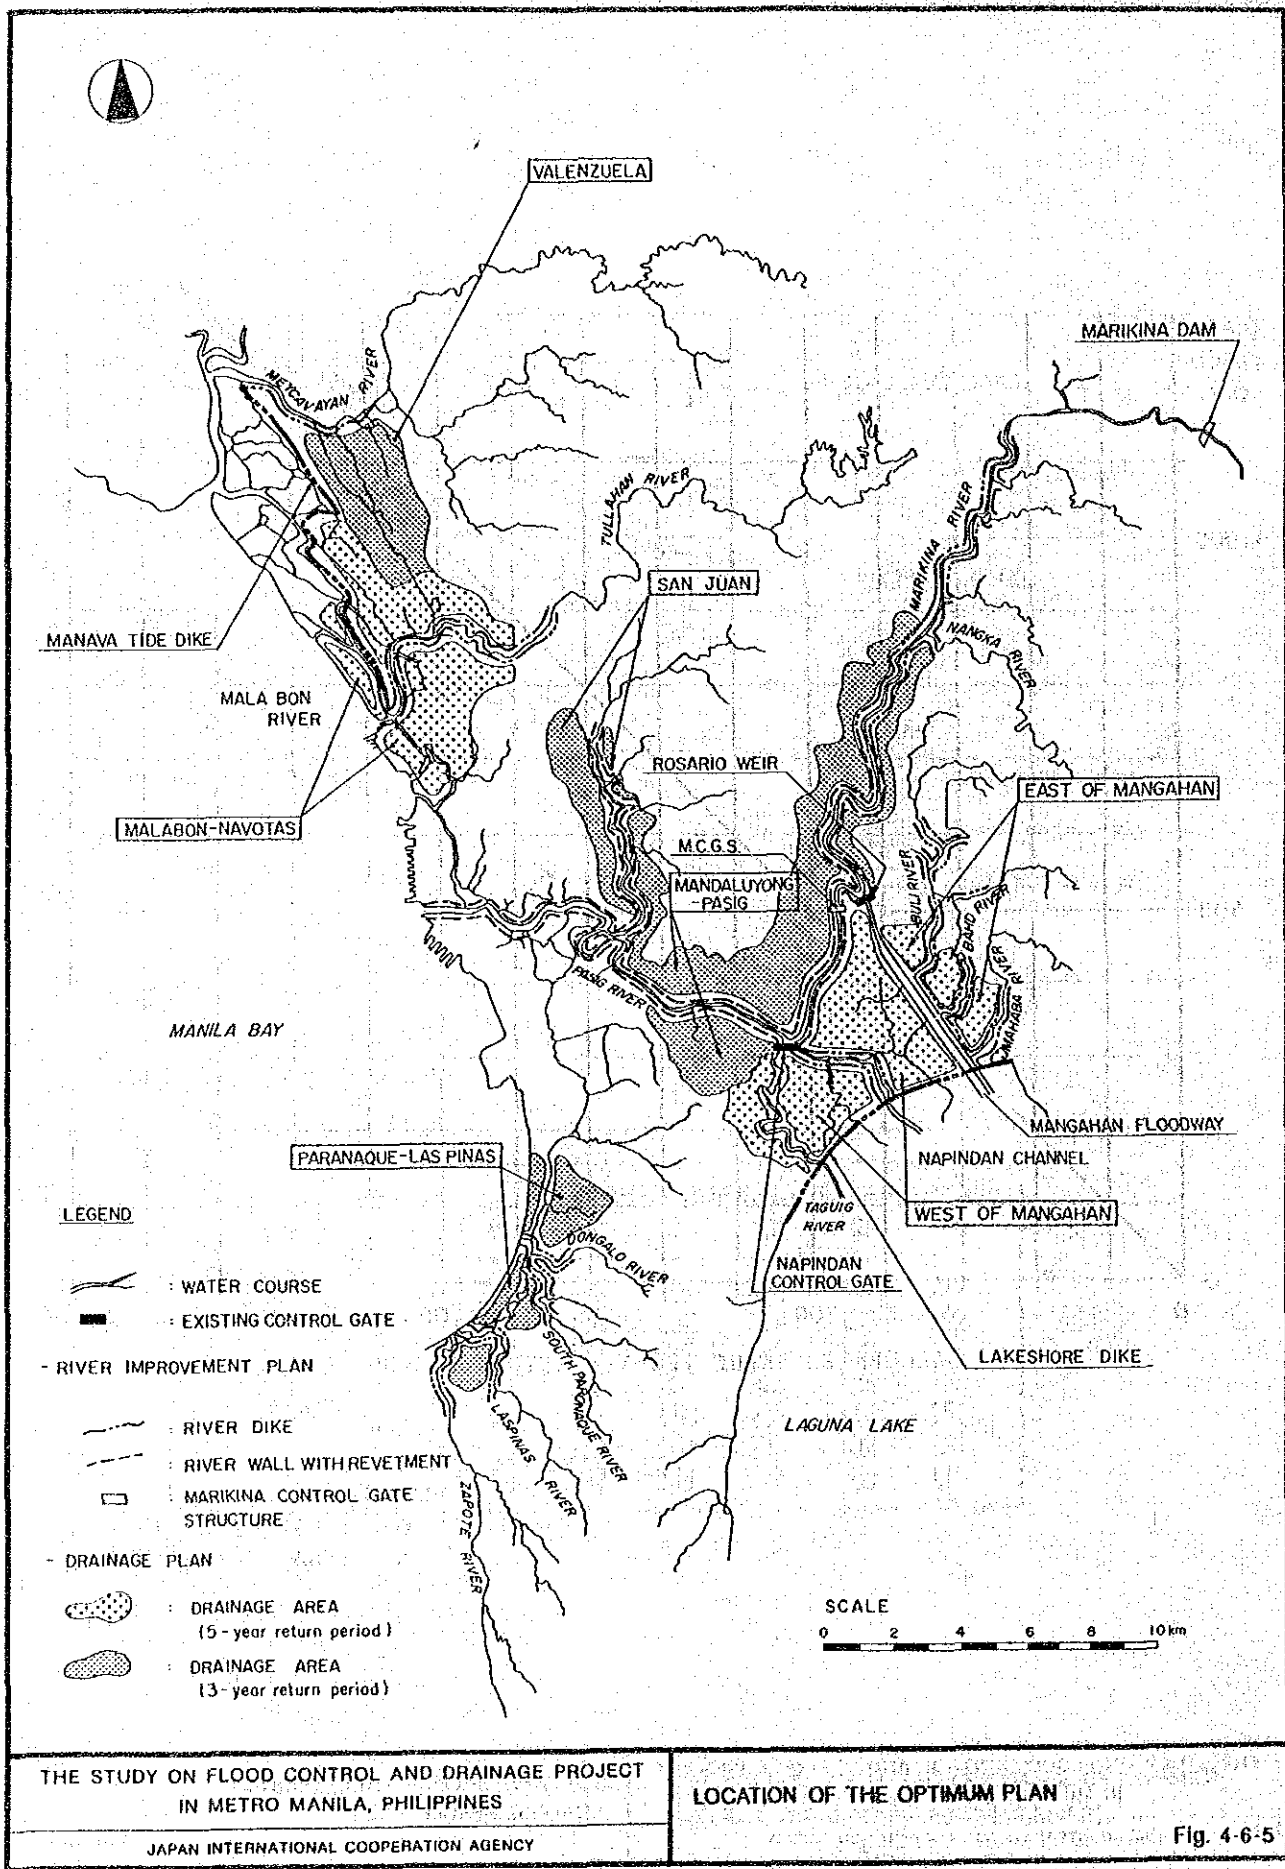 VALENZUELA
MARIKINA DAM
MEYCAUAYAN RIVER
TULLAHAN RIVER
MARIKINA RIVER
SAN JUAN
NANGKA RIVER
MANAVA TIDE DIKE
MALA BON
RIVER
ROSARIO WEIR
EAST OF MANGAHAN
MALABON-NAVOTAS
M.C.G.S.
MANDALUYONG
-PASIG
BULI RIVER
BAHO RIVER
MAHABA RIVER
PASIG RIVER
MANILA BAY
MANGAHAN FLOODWAY
PARANAQUE-LAS PINAS
NAPINDAN CHANNEL
TAGUIG
RIVER
WEST OF MANGAHAN
DONGALO RIVER
NAPINDAN
CONTROL GATE
LAKESHORE DIKE
SOUTH PARANAQUE RIVER
LASPINAS RIVER
ZAPOTE RIVER
LAGUNA LAKE
LEGEND
: WATER COURSE
: EXISTING CONTROL GATE
- RIVER IMPROVEMENT PLAN
: RIVER DIKE
: RIVER WALL WITH REVETMENT
: MARIKINA CONTROL GATE
STRUCTURE
- DRAINAGE PLAN
: DRAINAGE AREA
(5-year return period)
: DRAINAGE AREA
(3-year return period)
SCALE
0 2 4 6 8 10 km
THE STUDY ON FLOOD CONTROL AND DRAINAGE PROJECT
IN METRO MANILA, PHILIPPINES
JAPAN INTERNATIONAL COOPERATION AGENCY
LOCATION OF THE OPTIMUM PLAN
Fig. 4-6-5